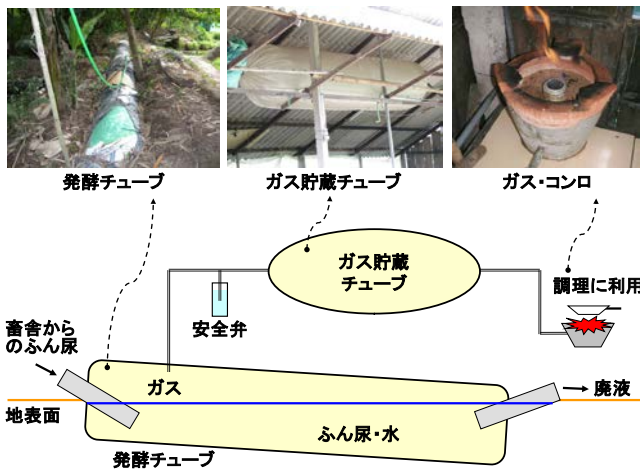 発酵チューブ
ガス貯蔵チューブ
ガス・コンロ
ガス貯蔵
チューブ
調理に利用
安全弁
畜舎から
のふん尿
ガス
廃液
地表面
ふん尿・水
発酵チューブ